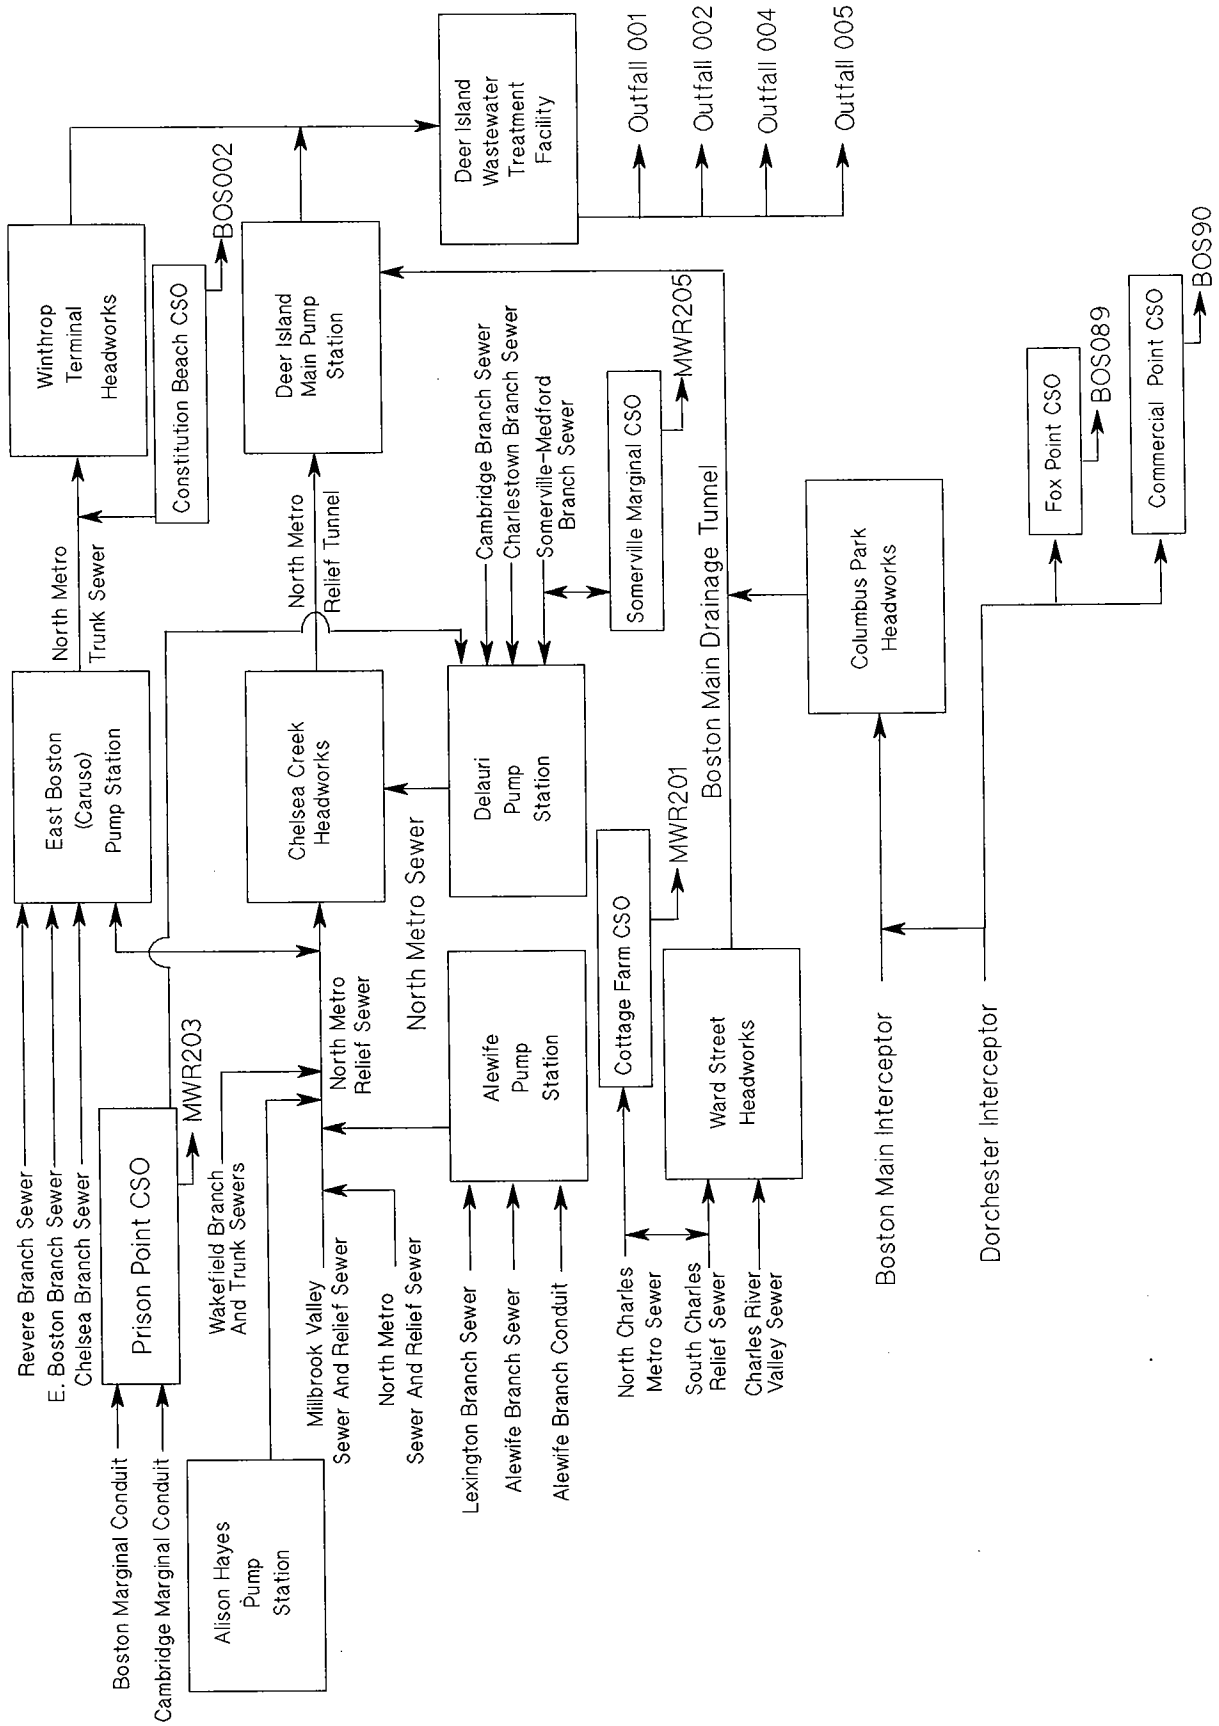 Revere Branch Sewer
E. Boston Branch Sewer
Chelsea Branch Sewer
East Boston
(Caruso)
Pump Station
North Metro
Trunk Sewer
Winthrop
Terminal
Headworks
Constitution Beach CSO
BOS002
Boston Marginal Conduit
Cambridge Marginal Conduit
Prison Point CSO
MWR203
Alison Hayes
Pump
Station
Wakefield Branch
And Trunk Sewers
Millbrook Valley
Sewer And Relief Sewer
North Metro
Sewer And Relief Sewer
North Metro
Relief Sewer
Chelsea Creek
Headworks
North Metro
Relief Tunnel
Deer Island
Main Pump
Station
Deer Island
Wastewater
Treatment
Facility
Outfall 001
Outfall 002
Outfall 004
Outfall 005
North Metro Sewer
Lexington Branch Sewer
Alewife Branch Sewer
Alewife Branch Conduit
Alewife
Pump
Station
Delauri
Pump
Station
Cambridge Branch Sewer
Charlestown Branch Sewer
Somerville-Medford
Branch Sewer
Somerville Marginal CSO
MWR205
North Charles
Metro Sewer
South Charles
Relief Sewer
Charles River
Valley Sewer
Cottage Farm CSO
MWR201
Ward Street
Headworks
Boston Main Drainage Tunnel
Columbus Park
Headworks
Boston Main Interceptor
Dorchester Interceptor
Fox Point CSO
BOS089
Commercial Point CSO
BOS90